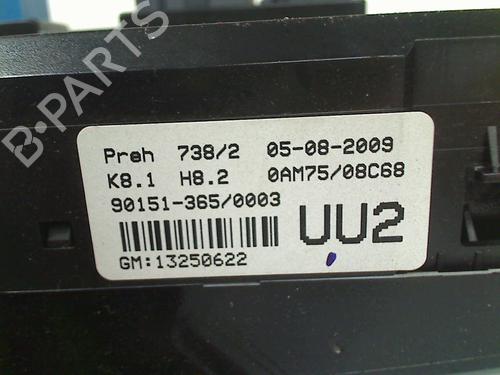 B-PARTS
Preh 738/2 05-08-2009
K8.1 H8.2 0AM75/08C68
90151-365/0003
UU2
GM:13250622